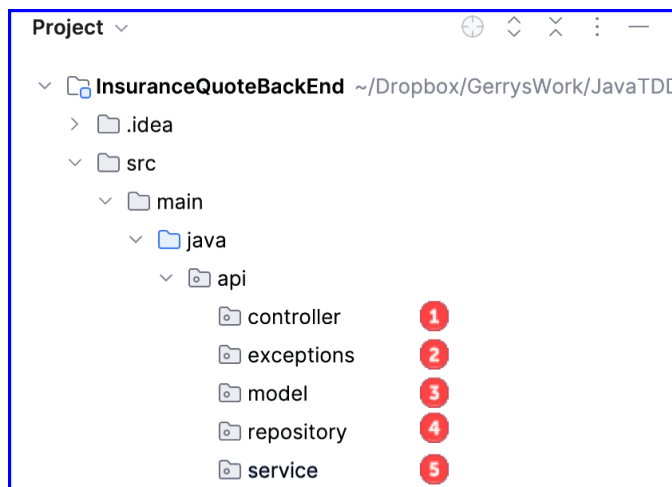 Project
InsuranceQuoteBackEnd ~/Dropbox/GerrysWork/JavaTDD
.idea
src
main
java
api
controller 1
exceptions 2
model 3
repository 4
service 5